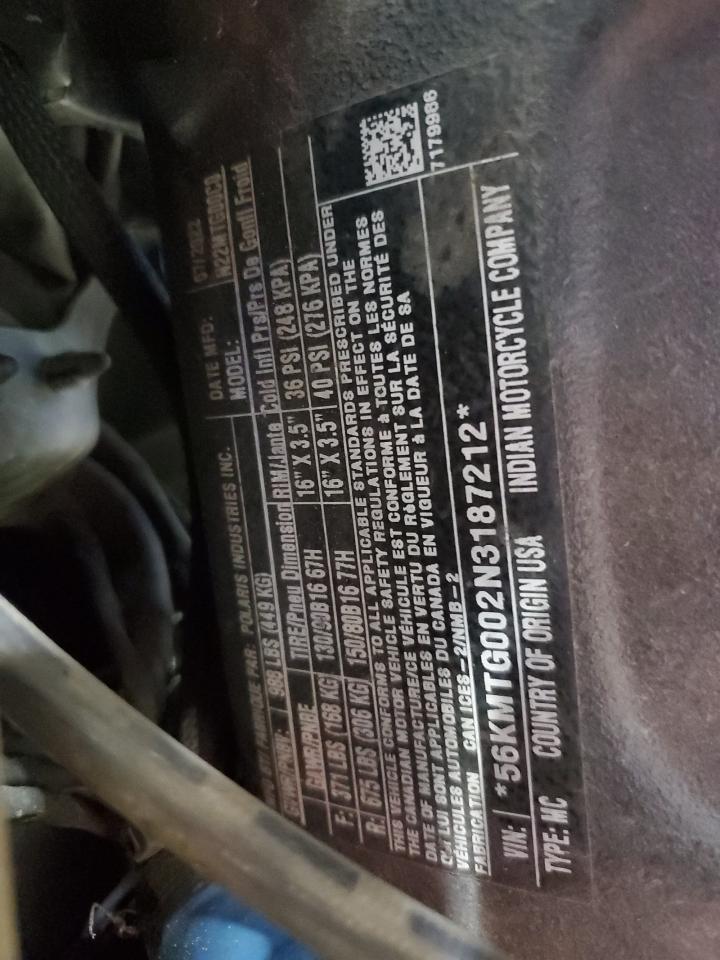 PAR: POLARIS INDUSTRIES INC.
DATE MFD:
MODEL: N22MTG00CB
988 LBS (449 KG)
GAWR/PNBE TIRE/Pneu Dimension RIM/Jante Cold Infl Prs/Prs De Gonfl Froid
F: 371 LBS (168 KG) 130/90B16 67H 16" X 3.5" 36 PSI (248 KPA)
R: 675 LBS (306 KG) 150/80B16 77H 16" X 3.5" 40 PSI (276 KPA)
THIS VEHICLE CONFORMS TO ALL APPLICABLE STANDARDS PRESCRIBED UNDER
THE CANADIAN MOTOR VEHICLE SAFETY REGULATIONS IN EFFECT ON THE
DATE OF MANUFACTURE/CE VÉHICULE EST CONFORME à TOUTES LES NORMES
QUI LUI SONT APPLICABLES EN VERTU DU RèGLEMENT SUR LA SÉCURITÉ DES
VÉHICULES AUTOMOBILES DU CANADA EN VIGUEUR à LA DATE DE SA
FABRICATION CAN ICES-2/NMB-2
7179966
VIN: *56KMTG002N3187212*
TYPE: MC COUNTRY OF ORIGIN USA INDIAN MOTORCYCLE COMPANY